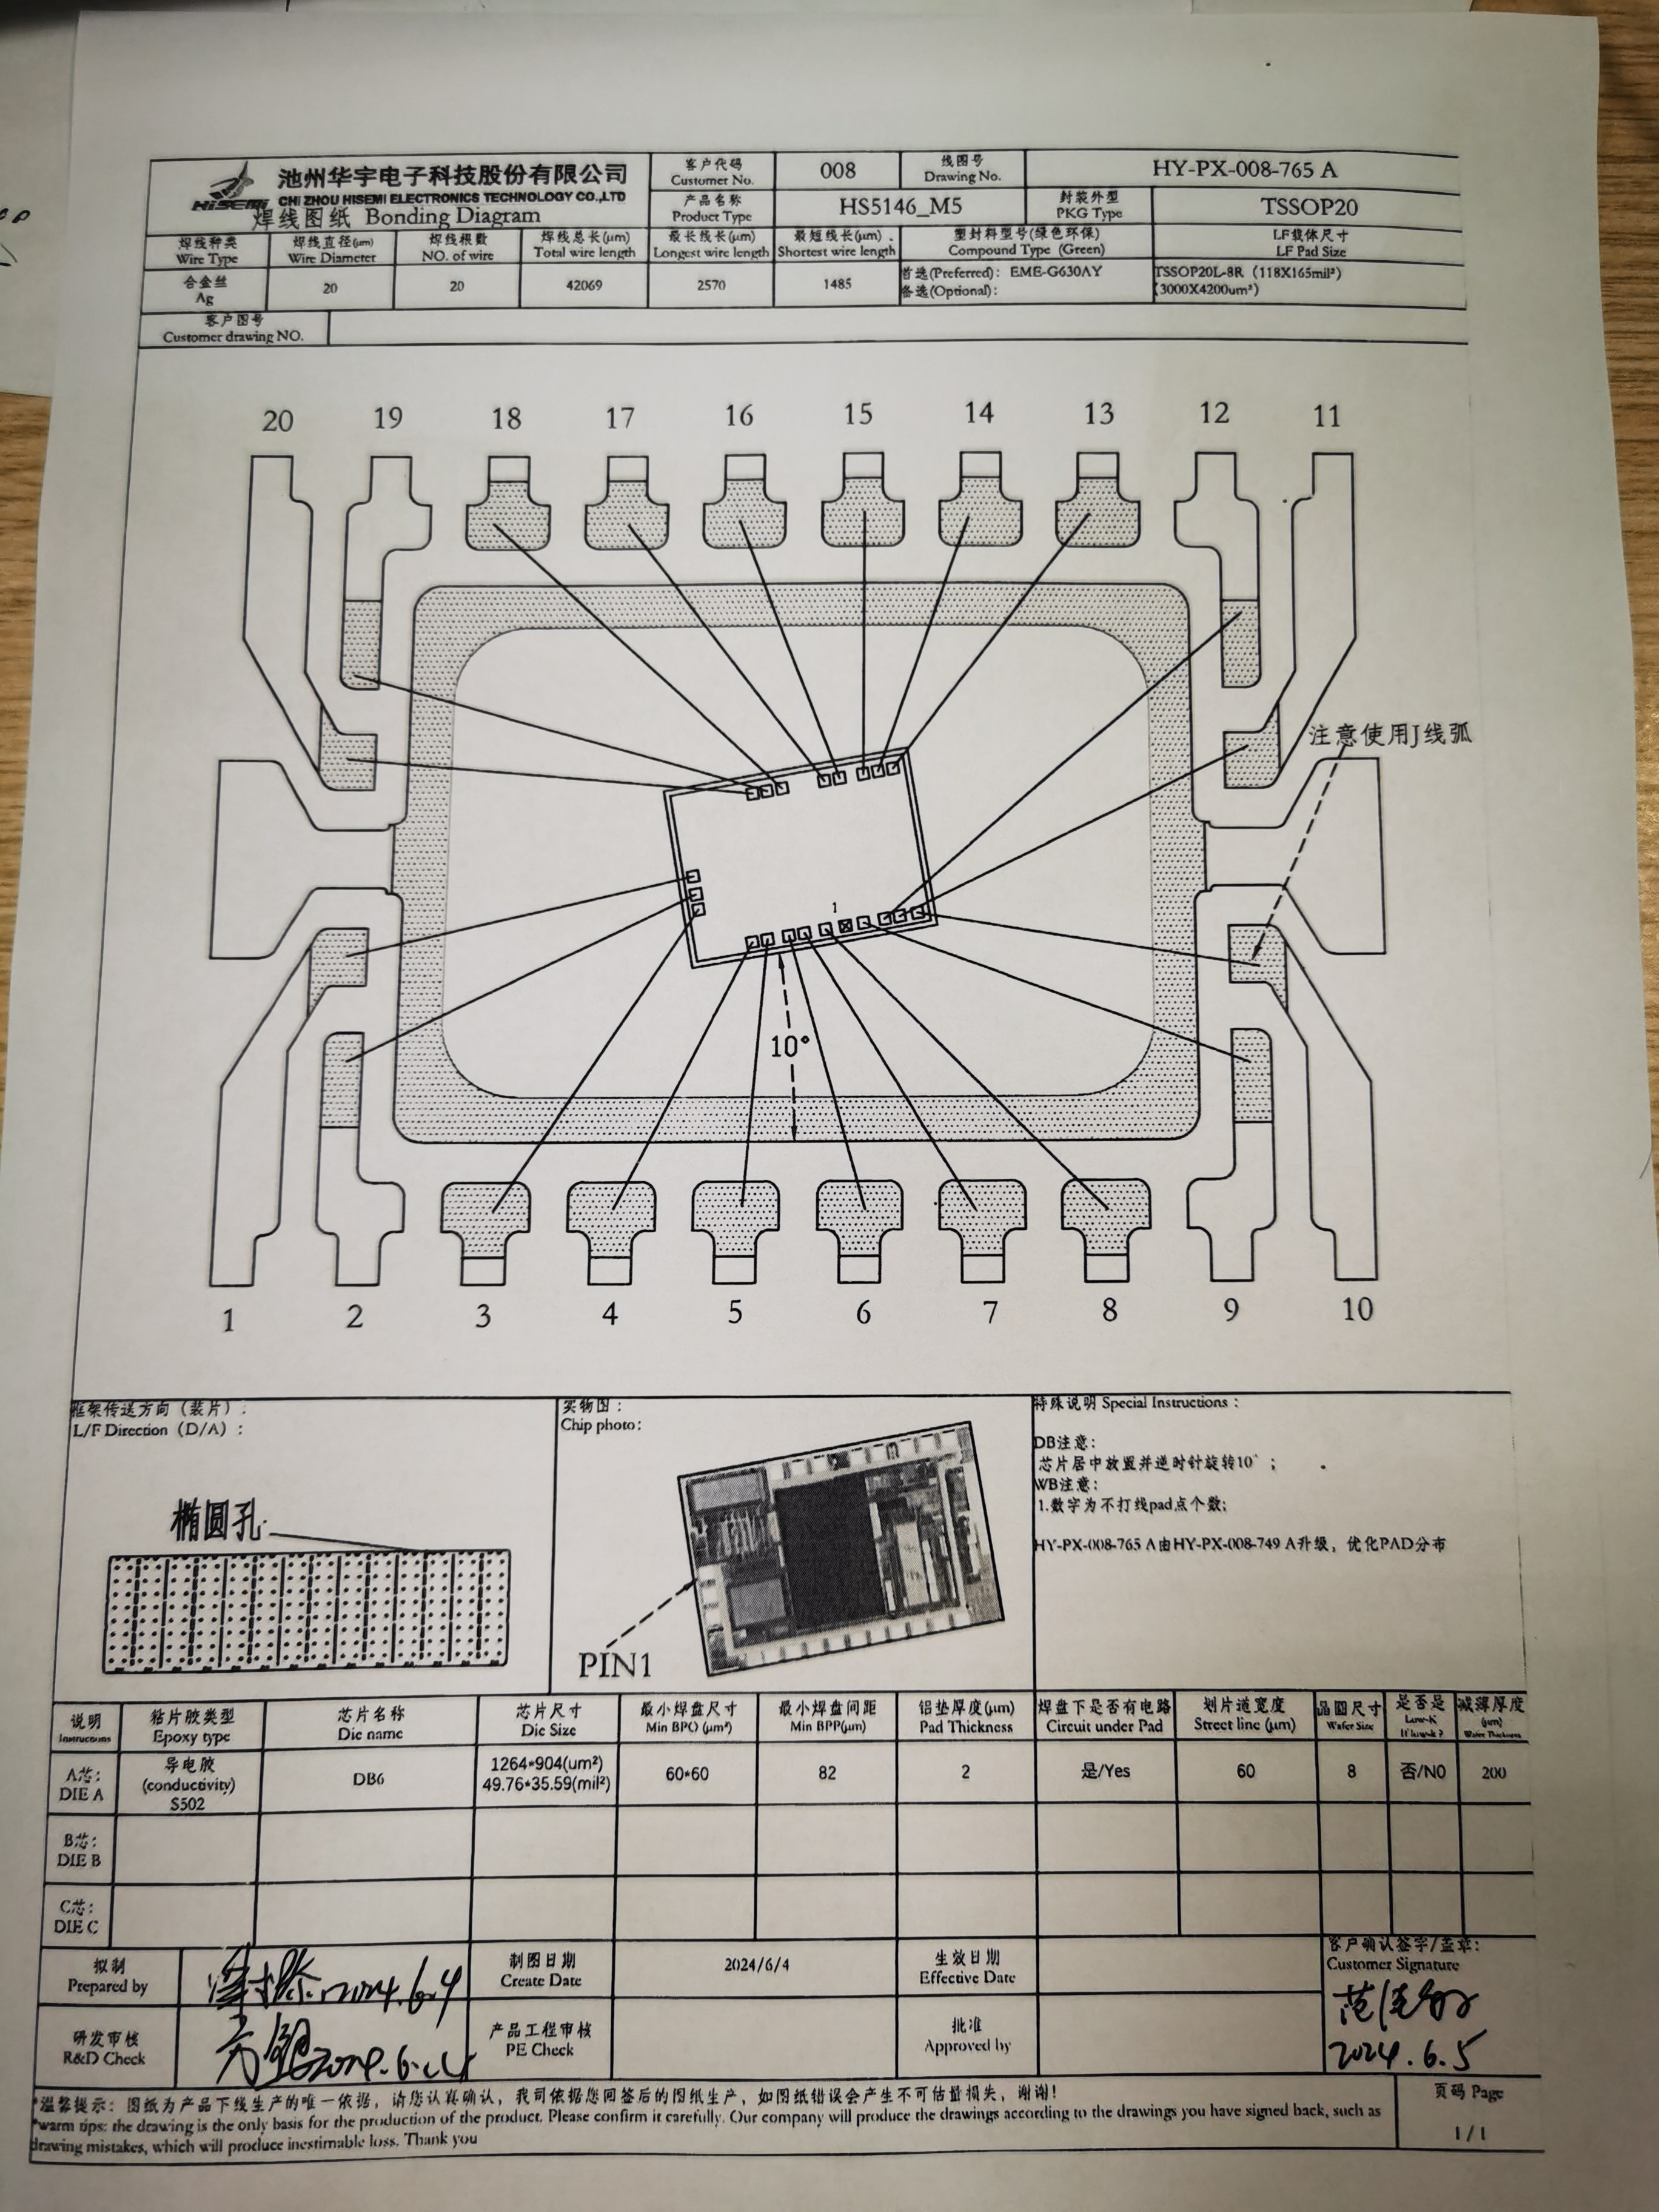 池州华宇电子科技股份有限公司
HISEMI CHI ZHOU HISEMI ELECTRONICS TECHNOLOGY CO.,LTD
焊线图纸 Bonding Diagram
客户代码
Customer No.
008
线图号
Drawing No.
HY-PX-008-765 A
产品名称
Product Type
HS5146_M5
封装外型
PKG Type
TSSOP20
焊线种类
Wire Type
焊线直径(μm)
Wire Diameter
焊线根数
NO. of wire
焊线总长(μm)
Total wire length
最长线长(μm)
Longest wire length
最短线长(μm)
Shortest wire length
塑封料型号(绿色环保)
Compound Type (Green)
LF载体尺寸
LF Pad Size
合金丝
Ag
20
20
42069
2570
1485
首选(Preferred): EME-G630AY
备选(Optional):
TSSOP20L-8R (118X165mil²)
(3000X4200um²)
客户图号
Customer drawing NO.
20 19 18 17 16 15 14 13 12 11
注意使用J线弧
1
10°
1 2 3 4 5 6 7 8 9 10
框架传送方向(装片):
L/F Direction (D/A):
椭圆孔
实物图:
Chip photo:
PIN1
特殊说明 Special Instructions:
DB注意:
芯片居中放置并逆时针旋转10°;
WB注意:
1.数字为不打线pad点个数;
HY-PX-008-765 A由HY-PX-008-749 A升级,优化PAD分布
说明
Instructions
粘片胶类型
Epoxy type
芯片名称
Die name
芯片尺寸
Die Size
最小焊盘尺寸
Min BPO (μm²)
最小焊盘间距
Min BPP(μm)
铝垫厚度(μm)
Pad Thickness
焊盘下是否有电路
Circuit under Pad
划片道宽度
Street line (μm)
晶圆尺寸
Wafer Size
是否是
Low-K
If low-k?
减薄厚度
(μm)
Wafer Thickness
A芯:
DIE A
导电胶
(conductivity)
S502
DB6
1264*904(um²)
49.76*35.59(mil²)
60*60
82
2
是/Yes
60
8
否/NO
200
B芯:
DIE B
C芯:
DIE C
拟制
Prepared by
2024.6.4
制图日期
Create Date
2024/6/4
生效日期
Effective Date
客户确认签字/盖章:
Customer Signature
2024.6.5
研发审核
R&D Check
产品工程审核
PE Check
批准
Approved by
*温馨提示: 图纸为产品下线生产的唯一依据, 请您认真确认, 我司依据您回签后的图纸生产, 如图纸错误会产生不可估量损失, 谢谢!
*warm tips: the drawing is the only basis for the production of the product. Please confirm it carefully. Our company will produce the drawings according to the drawings you have signed back, such as
drawing mistakes, which will produce inestimable loss. Thank you
页码 Page
1/1